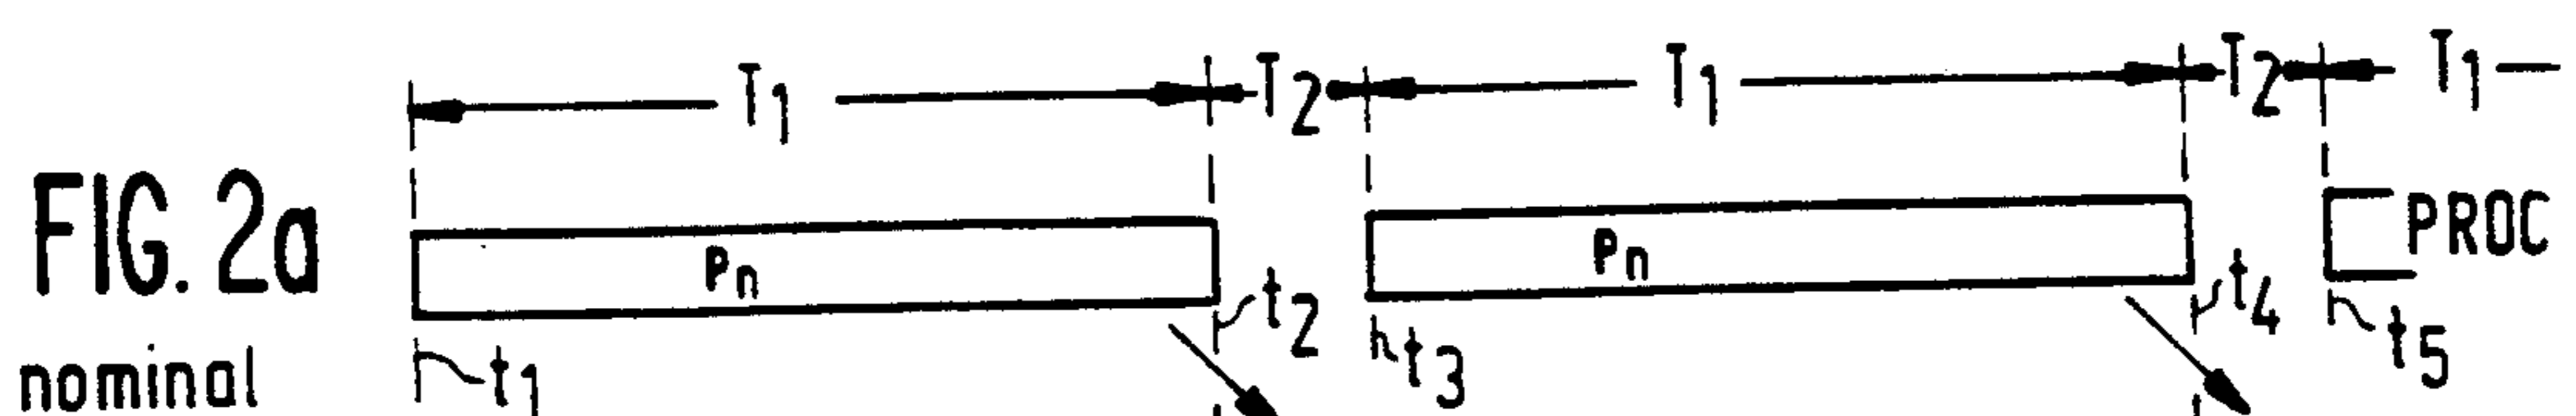 T1 T2 T1 T2 T1
FIG. 2a
Pn Pn PROC
t1 t2 t3 t4 t5
nominal